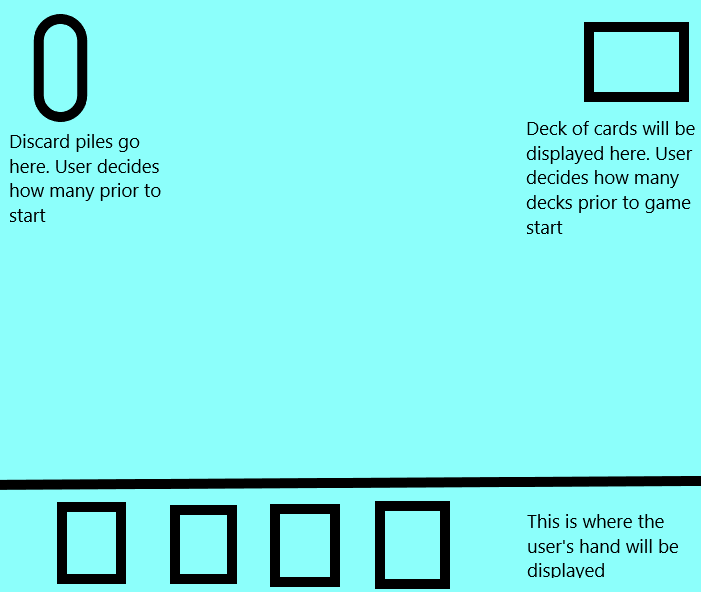 Discard piles go
here. User decides
how many prior to
start
Deck of cards will be
displayed here. User
decides how many
decks prior to game
start
This is where the
user's hand will be
displayed